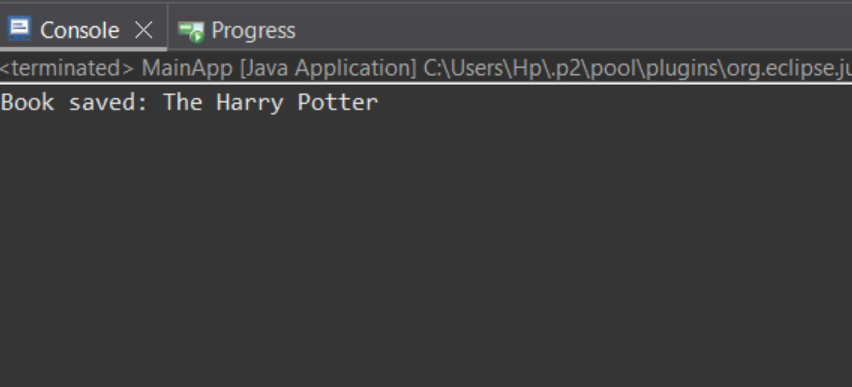 Console Progress
<terminated> MainApp [Java Application] C:\Users\Hp\.p2\pool\plugins\org.eclipse.ju
Book saved: The Harry Potter